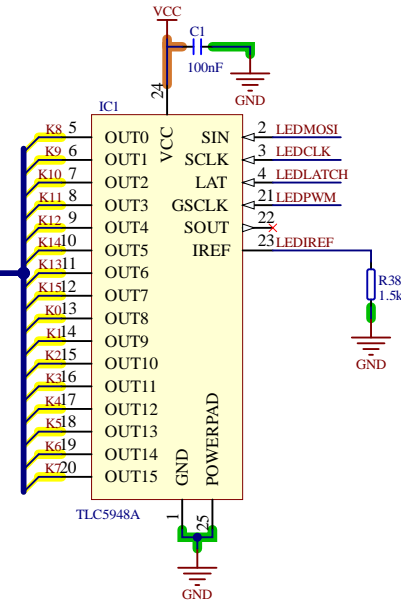 VCC
C1
100nF
GND
24
IC1
VCC
K8 5 OUT0 SIN 2 LEDMOSI
K9 6 OUT1 SCLK 3 LEDCLK
K10 7 OUT2 LAT 4 LEDLATCH
K11 8 OUT3 GSCLK 21 LEDPWM
K12 9 OUT4 SOUT 22
K14 10 OUT5 IREF 23 LEDIREF
K13 11 OUT6
K15 12 OUT7
K0 13 OUT8
K1 14 OUT9
K2 15 OUT10
K3 16 OUT11
K4 17 OUT12
K5 18 OUT13
K6 19 OUT14
K7 20 OUT15
R38
1.5k
GND
GND
POWERPAD
TLC5948A
1
25
GND